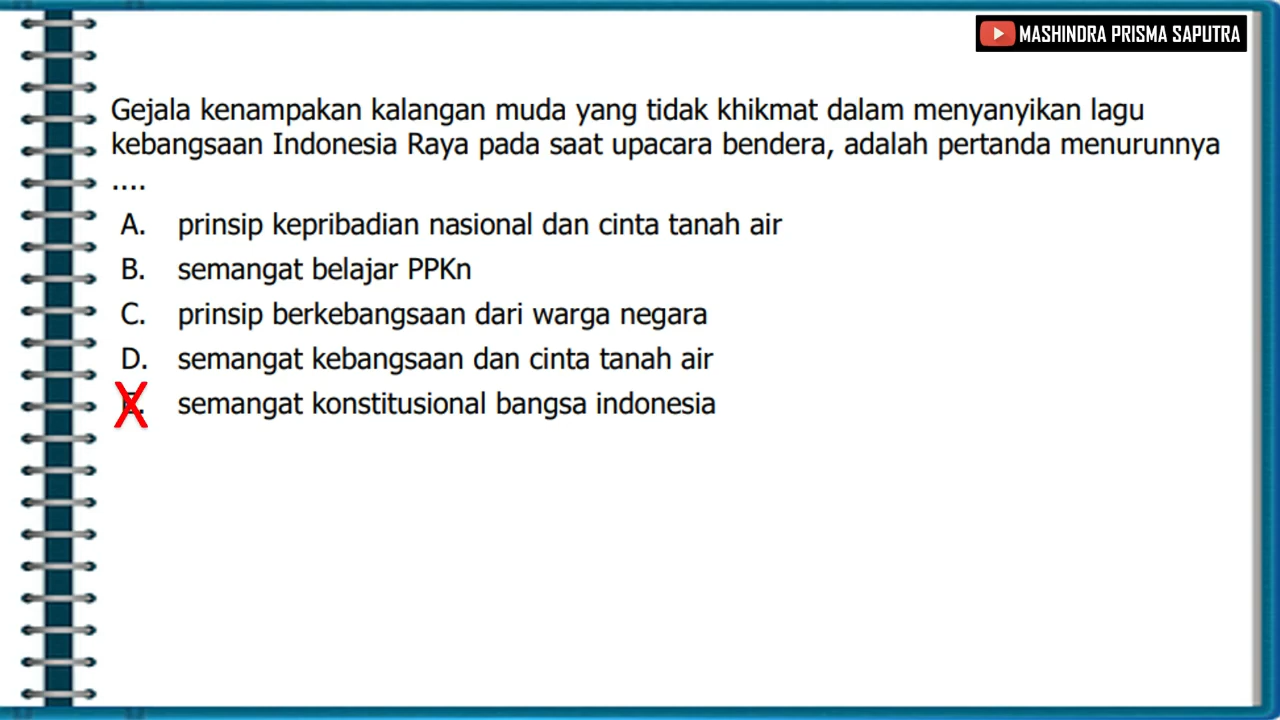 MASHINDRA PRISMA SAPUTRA
Gejala kenampakan kalangan muda yang tidak khikmat dalam menyanyikan lagu
kebangsaan Indonesia Raya pada saat upacara bendera, adalah pertanda menurunnya
....
A. prinsip kepribadian nasional dan cinta tanah air
B. semangat belajar PPKn
C. prinsip berkebangsaan dari warga negara
D. semangat kebangsaan dan cinta tanah air
E. semangat konstitusional bangsa indonesia